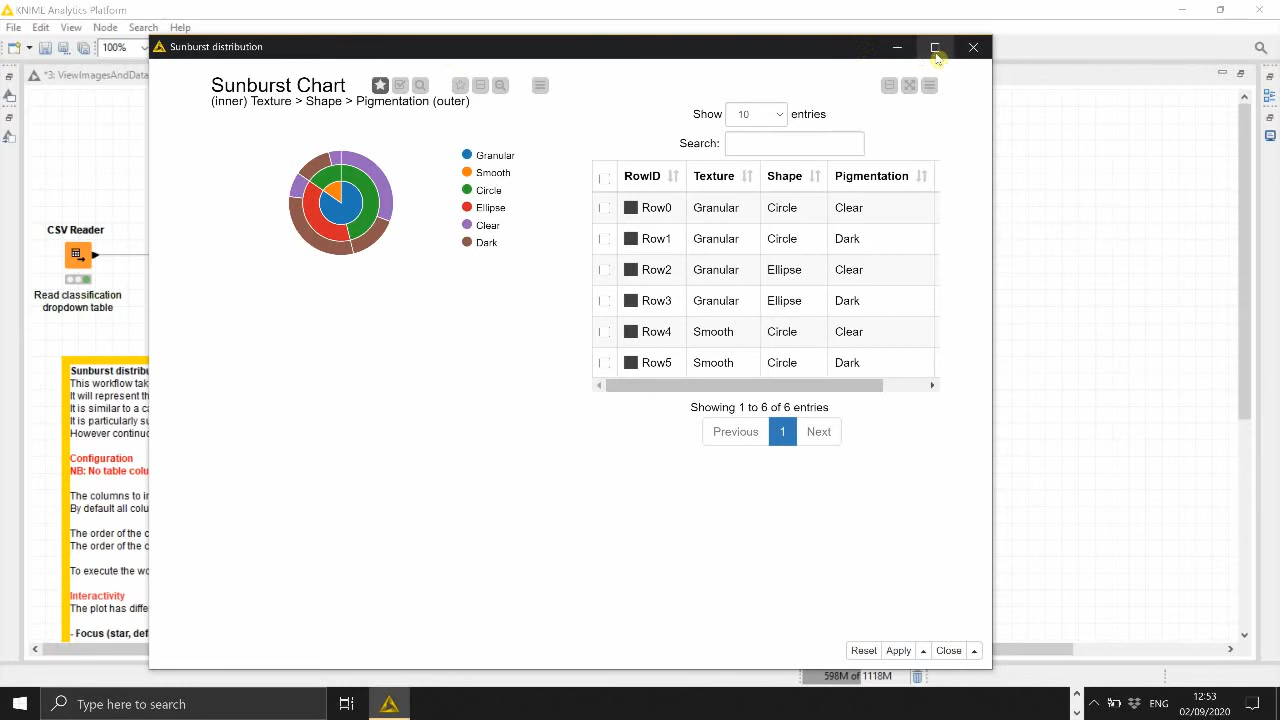 KNIME Analytics Platform
File Edit View Node Search Help
100%
*3: ViewImagesAndData
CSV Reader
Read classification
dropdown table
Sunburst distribu
This workflow tak
It will represent th
It is similar to a ca
It is particularly su
However continuo
Configuration
NB: No table colu
The columns to in
By default all colu
The order of the c
The order of the c
To execute the wo
Interactivity
The plot has diffe
- Focus (star, def
Sunburst distribution
Sunburst Chart
(inner) Texture > Shape > Pigmentation (outer)
Granular
Smooth
Circle
Ellipse
Clear
Dark
Show 10 entries
Search:
RowID Texture Shape Pigmentation
Row0 Granular Circle Clear
Row1 Granular Circle Dark
Row2 Granular Ellipse Clear
Row3 Granular Ellipse Dark
Row4 Smooth Circle Clear
Row5 Smooth Circle Dark
Showing 1 to 6 of 6 entries
Previous 1 Next
Reset Apply Close
598M of 1118M
Type here to search
ENG
12:53
02/09/2020